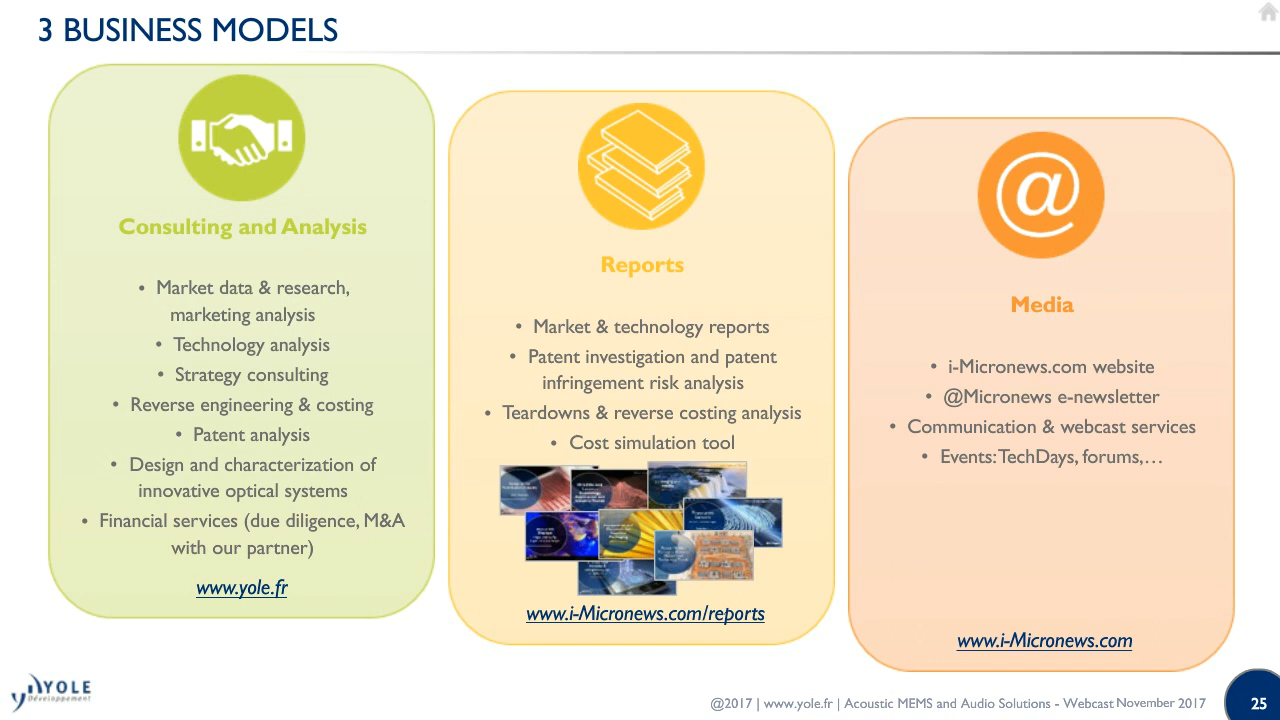 3 BUSINESS MODELS
Consulting and Analysis
• Market data & research,
marketing analysis
• Technology analysis
• Strategy consulting
• Reverse engineering & costing
• Patent analysis
• Design and characterization of
innovative optical systems
• Financial services (due diligence, M&A
with our partner)
www.yole.fr
@
Reports
• Market & technology reports
• Patent investigation and patent
infringement risk analysis
• Teardowns & reverse costing analysis
• Cost simulation tool
www.i-Micronews.com/reports
Media
• i-Micronews.com website
• @Micronews e-newsletter
• Communication & webcast services
• Events: TechDays, forums,…
www.i-Micronews.com
YOLE
Développement
@2017 | www.yole.fr | Acoustic MEMS and Audio Solutions - Webcast November 2017
25